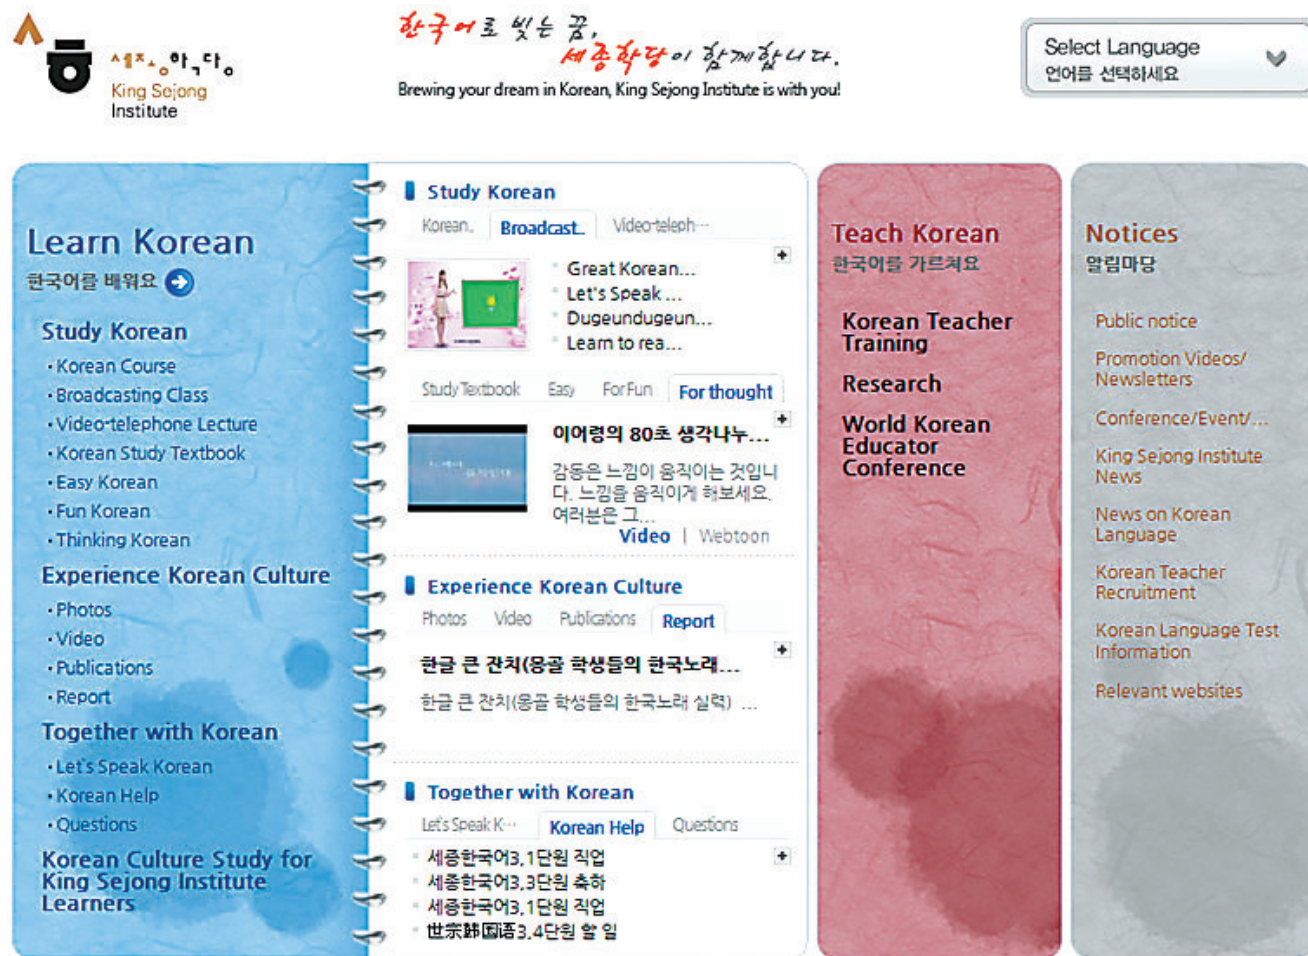 세종학당
King Sejong
Institute
한국어로 빚는 꿈,
세종학당이 함께합니다.
Brewing your dream in Korean, King Sejong Institute is with you!
Select Language
언어를 선택하세요
Learn Korean
한국어를 배워요
Study Korean
· Korean Course
· Broadcasting Class
· Video-telephone Lecture
· Korean Study Textbook
· Easy Korean
· Fun Korean
· Thinking Korean
Experience Korean Culture
· Photos
· Video
· Publications
· Report
Together with Korean
· Let's Speak Korean
· Korean Help
· Questions
Korean Culture Study for
King Sejong Institute
Learners
Study Korean
Korean.. Broadcast.. Video-teleph···
Great Korean...
Let's Speak ...
Dugeundugeun...
Learn to rea...
Study Textbook Easy For Fun For thought
이어령의 80초 생각나누...
감동은 느낌이 움직이는 것입니
다. 느낌을 움직이게 해보세요.
여러분은 그...
Video | Webtoon
Experience Korean Culture
Photos Video Publications Report
한글 큰 잔치(몽골 학생들의 한국노래...
한글 큰 잔치(몽골 학생들의 한국노래 실력) ...
Together with Korean
Let's Speak K··· Korean Help Questions
세종한국어3,1단원 직업
세종한국어3,3단원 축하
세종한국어3,1단원 직업
世宗韩国语3,4단원 할 일
Teach Korean
한국어를 가르쳐요
Korean Teacher
Training
Research
World Korean
Educator
Conference
Notices
알림마당
Public notice
Promotion Videos/
Newsletters
Conference/Event/...
King Sejong Institute
News
News on Korean
Language
Korean Teacher
Recruitment
Korean Language Test
Information
Relevant websites